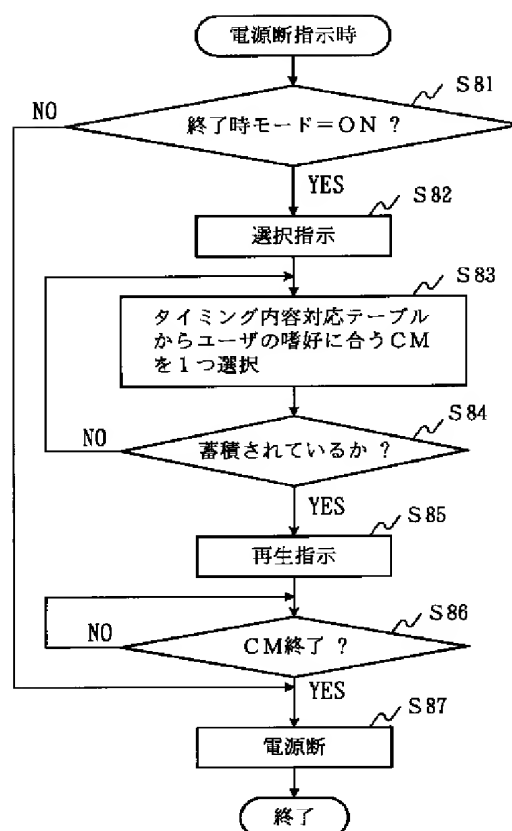 電源断指示時
S81
NO
終了時モード＝ON ?
YES
S82
選択指示
S83
タイミング内容対応テーブル
からユーザの嗜好に合うCM
を1つ選択
S84
NO
蓄積されているか ?
YES
S85
再生指示
S86
NO
CM終了 ?
YES
S87
電源断
終了